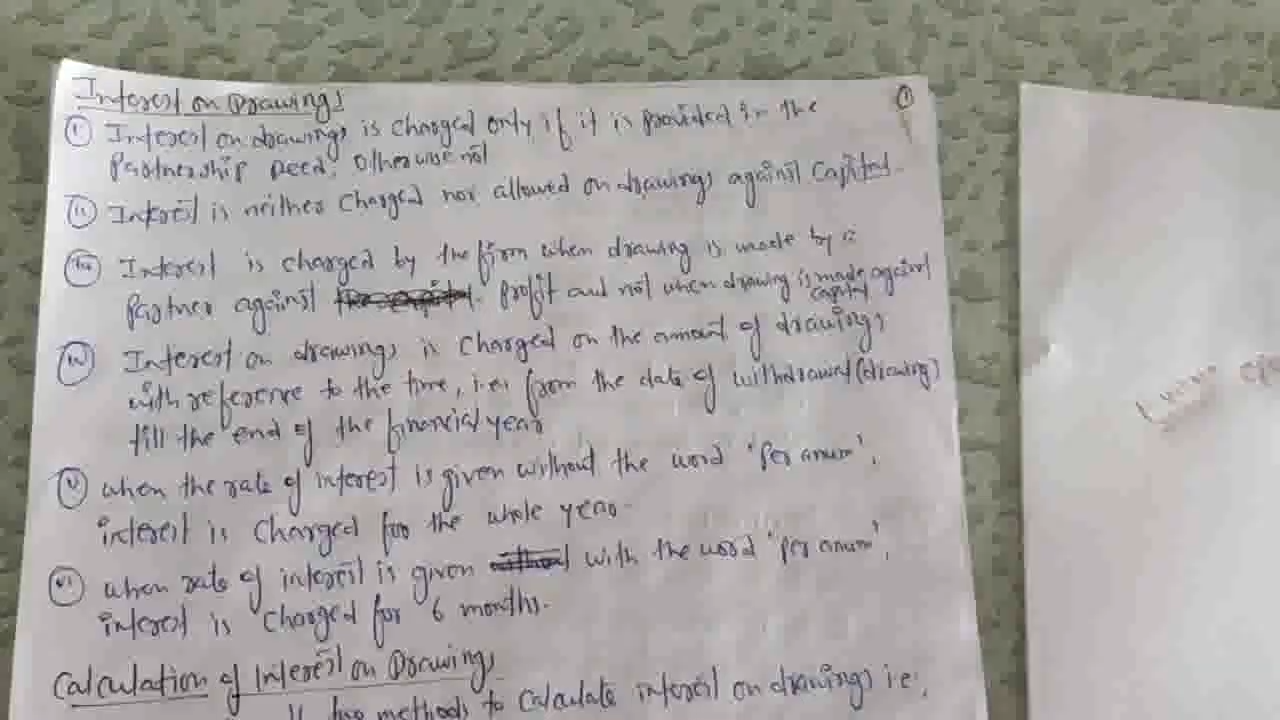 Interest on Drawings
①
(i) Interest on drawings is charged only if it is provided in the
Partnership Deed, otherwise not
(ii) Interest is neither charged nor allowed on drawings against Capital.
(iii) Interest is charged by the firm when drawing is made by a
Partner against profit and not when drawing is made against
capital
(iv) Interest on drawings is charged on the amount of drawings
with reference to the time, i.e. from the date of withdrawal (drawing)
till the end of the financial year
(v) when the rate of interest is given without the word 'Per anum',
interest is charged for the whole year.
(vi) when rate of interest is given with the word 'per anum',
interest is charged for 6 months.
Calculation of Interest on Drawings
two methods to calculate interest on drawings i.e.,